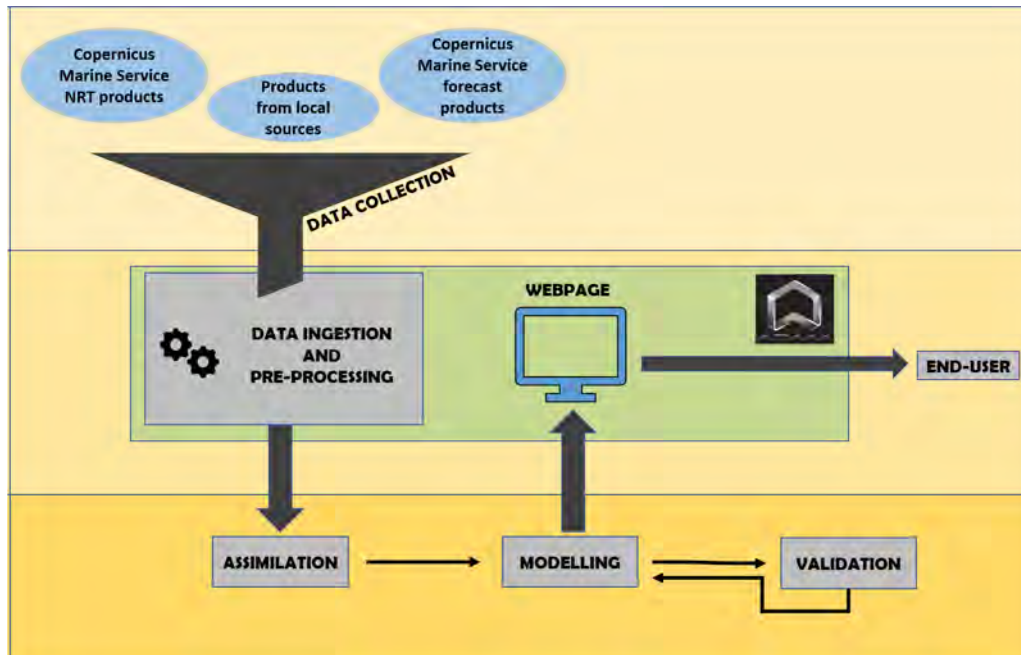 Copernicus
Marine Service
NRT products
Products
from local
sources
Copernicus
Marine Service
forecast
products
DATA COLLECTION
DATA INGESTION
AND
PRE-PROCESSING
WEBPAGE
END-USER
ASSIMILATION
MODELLING
VALIDATION